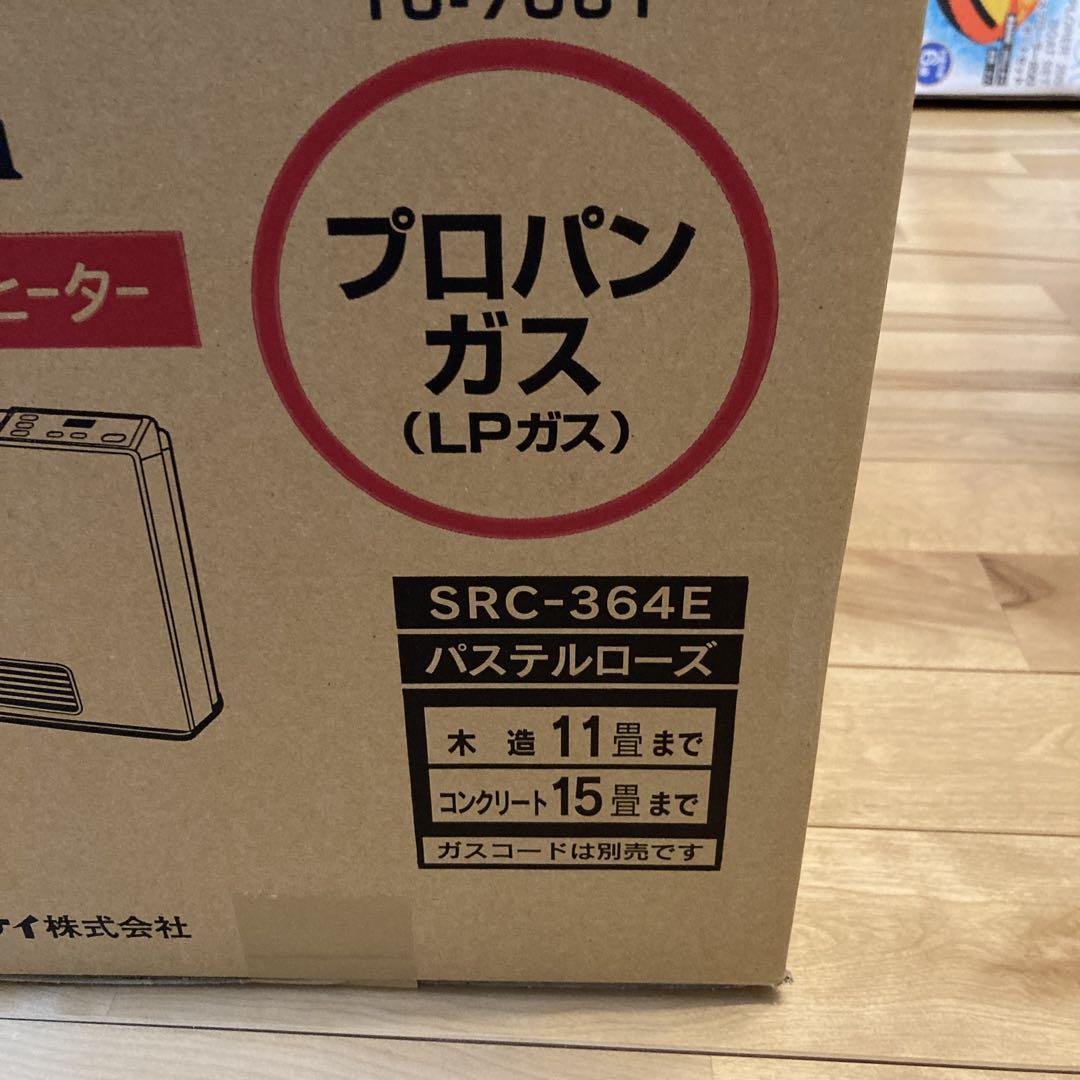 プロパン
ガス
(LPガス)
ヒーター
SRC-364E
パステルローズ
木造 11畳まで
コンクリート 15畳まで
ガスコードは別売です
ケイ株式会社